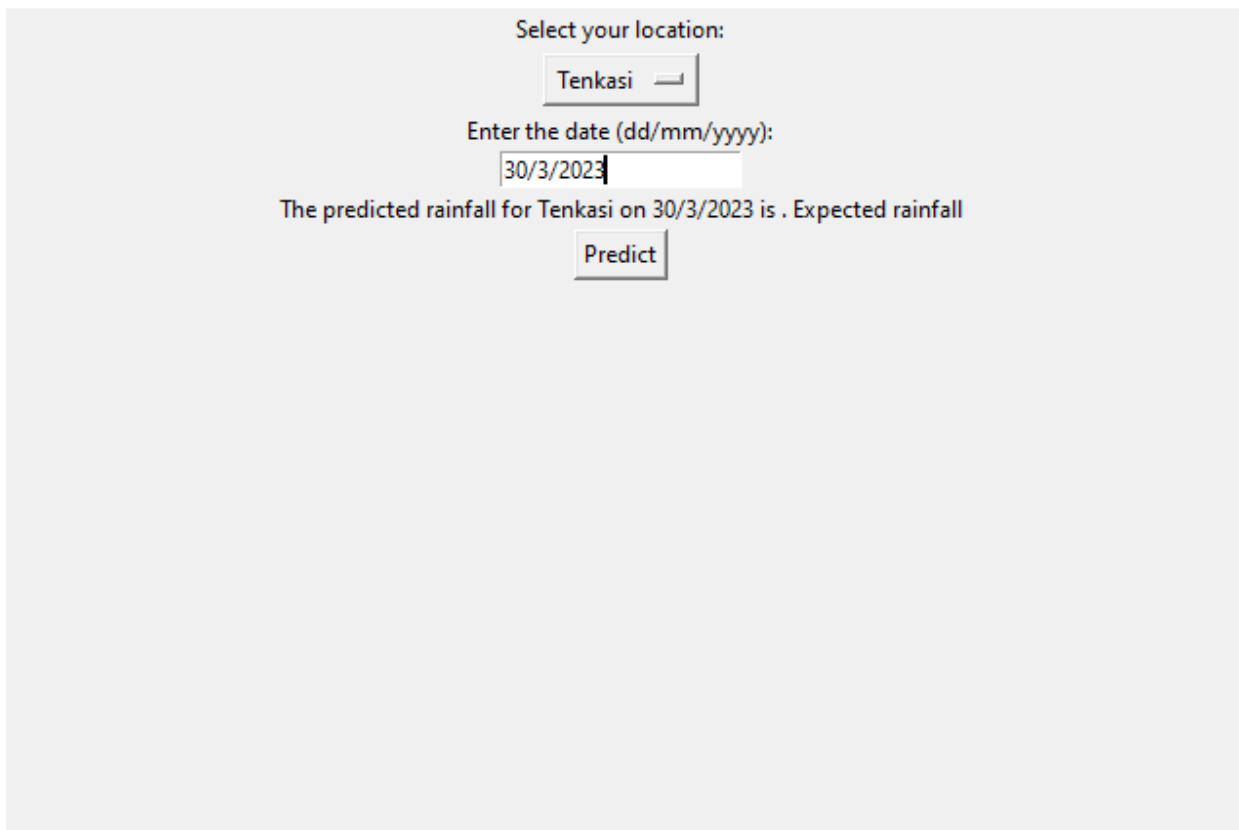 Select your location:
Tenkasi
Enter the date (dd/mm/yyyy):
30/3/2023
The predicted rainfall for Tenkasi on 30/3/2023 is . Expected rainfall
Predict